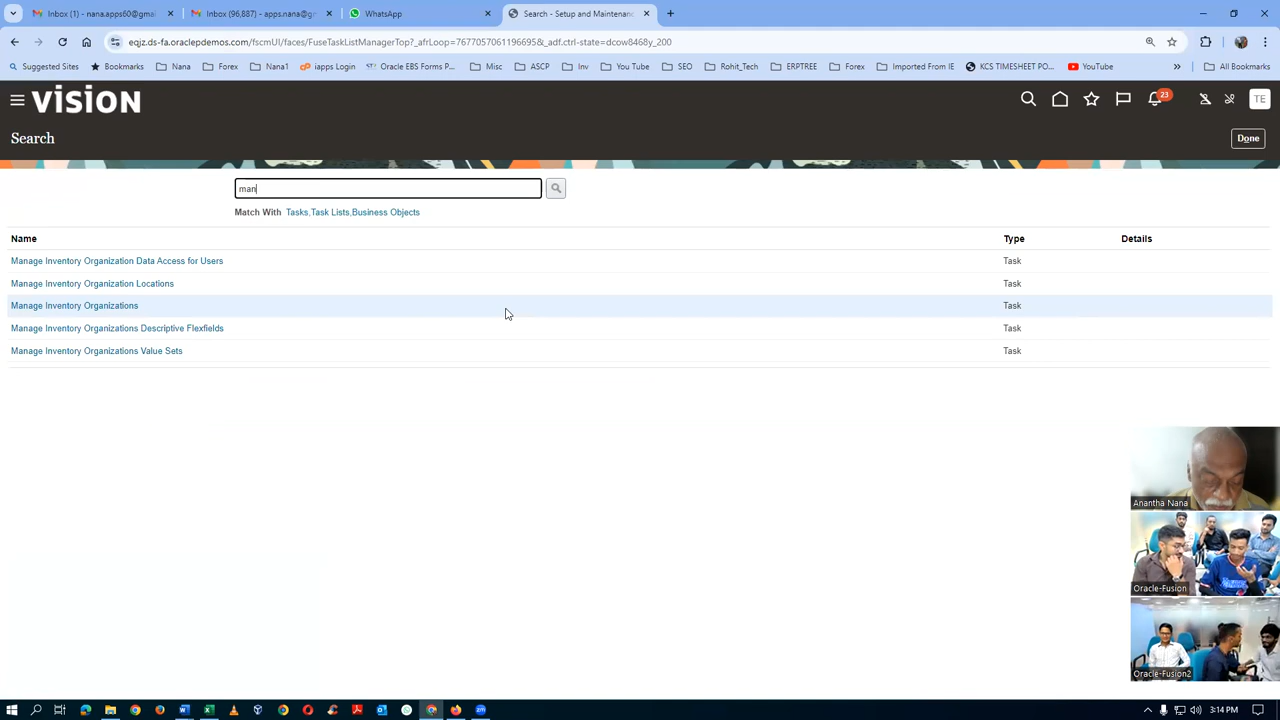 Inbox (1) - nana.apps60@gmail
Inbox (96,887) - apps.nana@g
WhatsApp
Search - Setup and Maintenanc
eqjz.ds-fa.oraclepdemos.com/fscmUI/faces/FuseTaskListManagerTop?_afrLoop=7677057061196695&_adf.ctrl-state=dcow8468y_200
Suggested Sites
Bookmarks
Nana
Forex
Nana1
iapps Login
Oracle EBS Forms P...
Misc
ASCP
Inv
You Tube
SEO
Rohit_Tech
ERPTREE
Forex
Imported From IE
KCS TIMESHEET PO...
YouTube
All Bookmarks
vision
23
TE
Search
Done
man
Match With Tasks,Task Lists,Business Objects
Name Type Details
Manage Inventory Organization Data Access for Users Task
Manage Inventory Organization Locations Task
Manage Inventory Organizations Task
Manage Inventory Organizations Descriptive Flexfields Task
Manage Inventory Organizations Value Sets Task
Anantha Nana
Oracle-Fusion
Oracle-Fusion2
3:14 PM